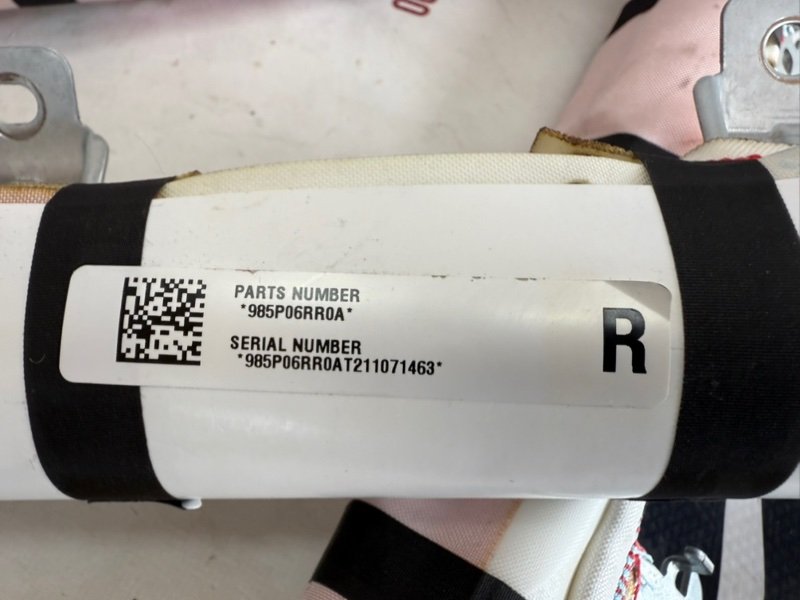 PARTS NUMBER
*985P06RR0A*
SERIAL NUMBER
*985P06RR0AT211071463*
R